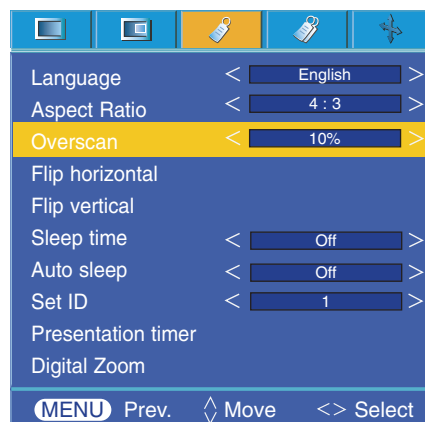 Language < English >
Aspect Ratio < 4 : 3 >
Overscan < 10% >
Flip horizontal
Flip vertical
Sleep time < Off >
Auto sleep < Off >
Set ID < 1 >
Presentation timer
Digital Zoom
MENU Prev. Move <> Select